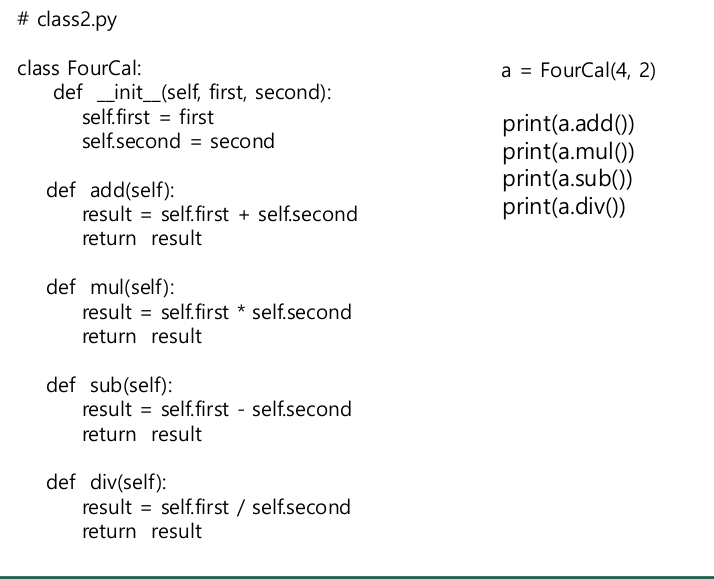 # class2.py
class FourCal:
def __init__(self, first, second):
self.first = first
self.second = second
def add(self):
result = self.first + self.second
return result
def mul(self):
result = self.first * self.second
return result
def sub(self):
result = self.first - self.second
return result
def div(self):
result = self.first / self.second
return result
a = FourCal(4, 2)
print(a.add())
print(a.mul())
print(a.sub())
print(a.div())